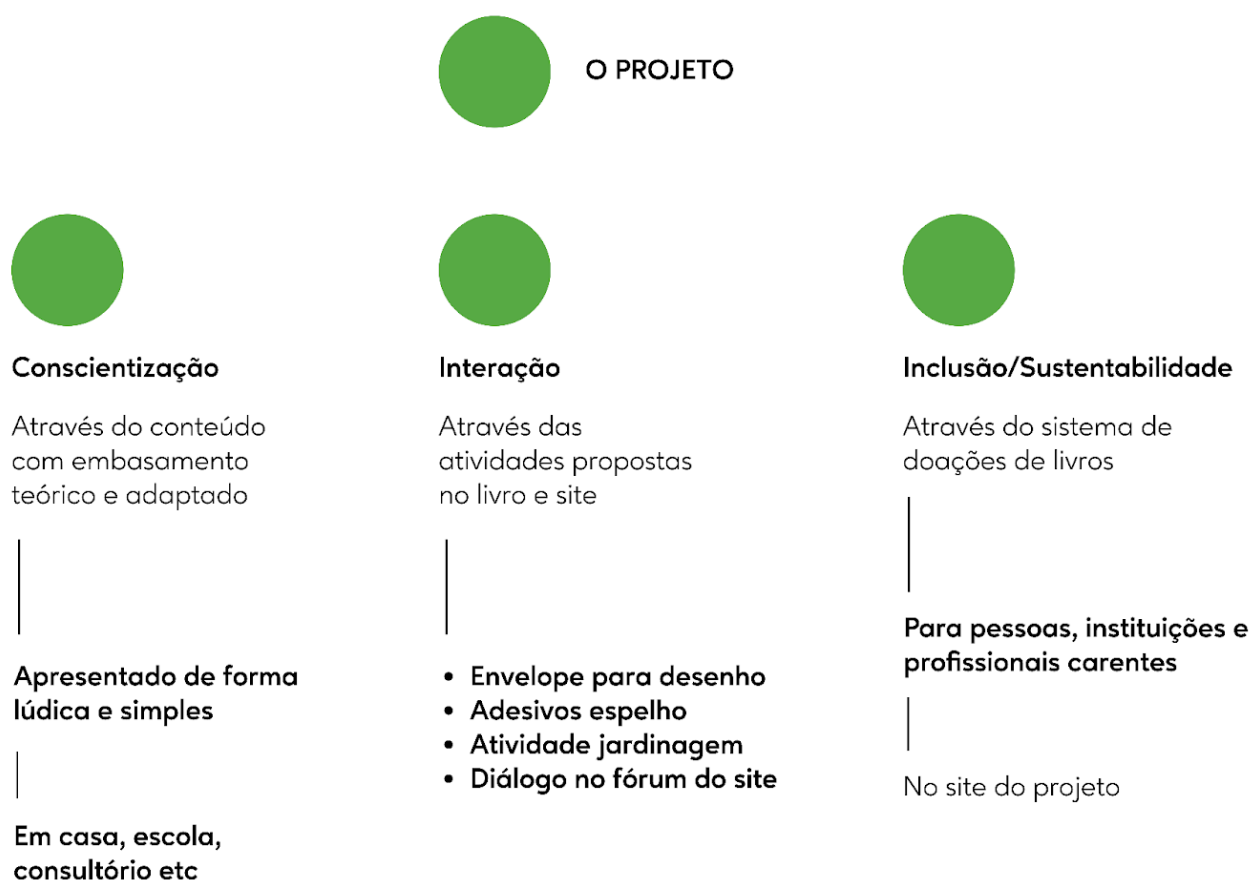 O PROJETO
Conscientização
Através do conteúdo
com embasamento
teórico e adaptado
Apresentado de forma
lúdica e simples
Em casa, escola,
consultório etc
Interação
Através das
atividades propostas
no livro e site
• Envelope para desenho
• Adesivos espelho
• Atividade jardinagem
• Diálogo no fórum do site
Inclusão/Sustentabilidade
Através do sistema de
doações de livros
Para pessoas, instituições e
profissionais carentes
No site do projeto